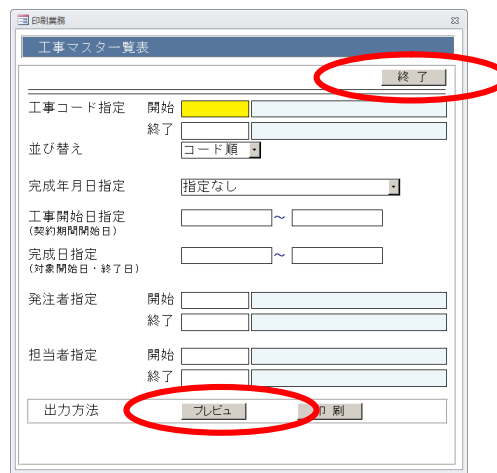 印刷業務
工事マスター覧表
終 了
工事コード指定 開始
終了
並び替え コード順
完成年月日指定 指定なし
工事開始日指定 ~
(契約期間開始日)
完成日指定 ~
(対象開始日・終了日)
発注者指定 開始
終了
担当者指定 開始
終了
出力方法 プレビュ 印 刷